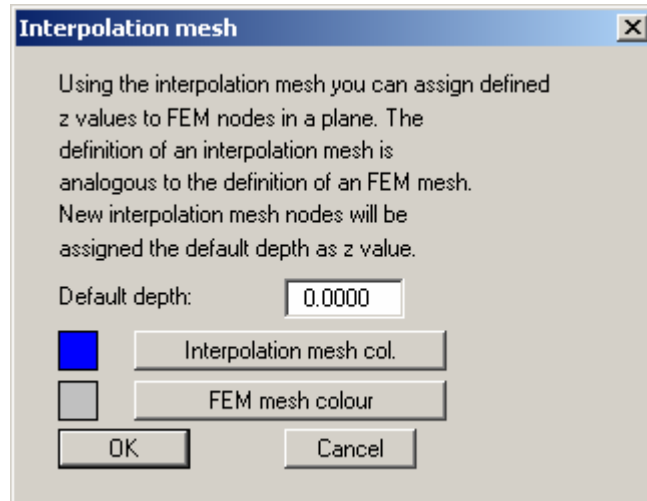 Interpolation mesh
Using the interpolation mesh you can assign defined
z values to FEM nodes in a plane. The
definition of an interpolation mesh is
analogous to the definition of an FEM mesh.
New interpolation mesh nodes will be
assigned the default depth as z value.
Default depth: 0.0000
Interpolation mesh col.
FEM mesh colour
OK Cancel